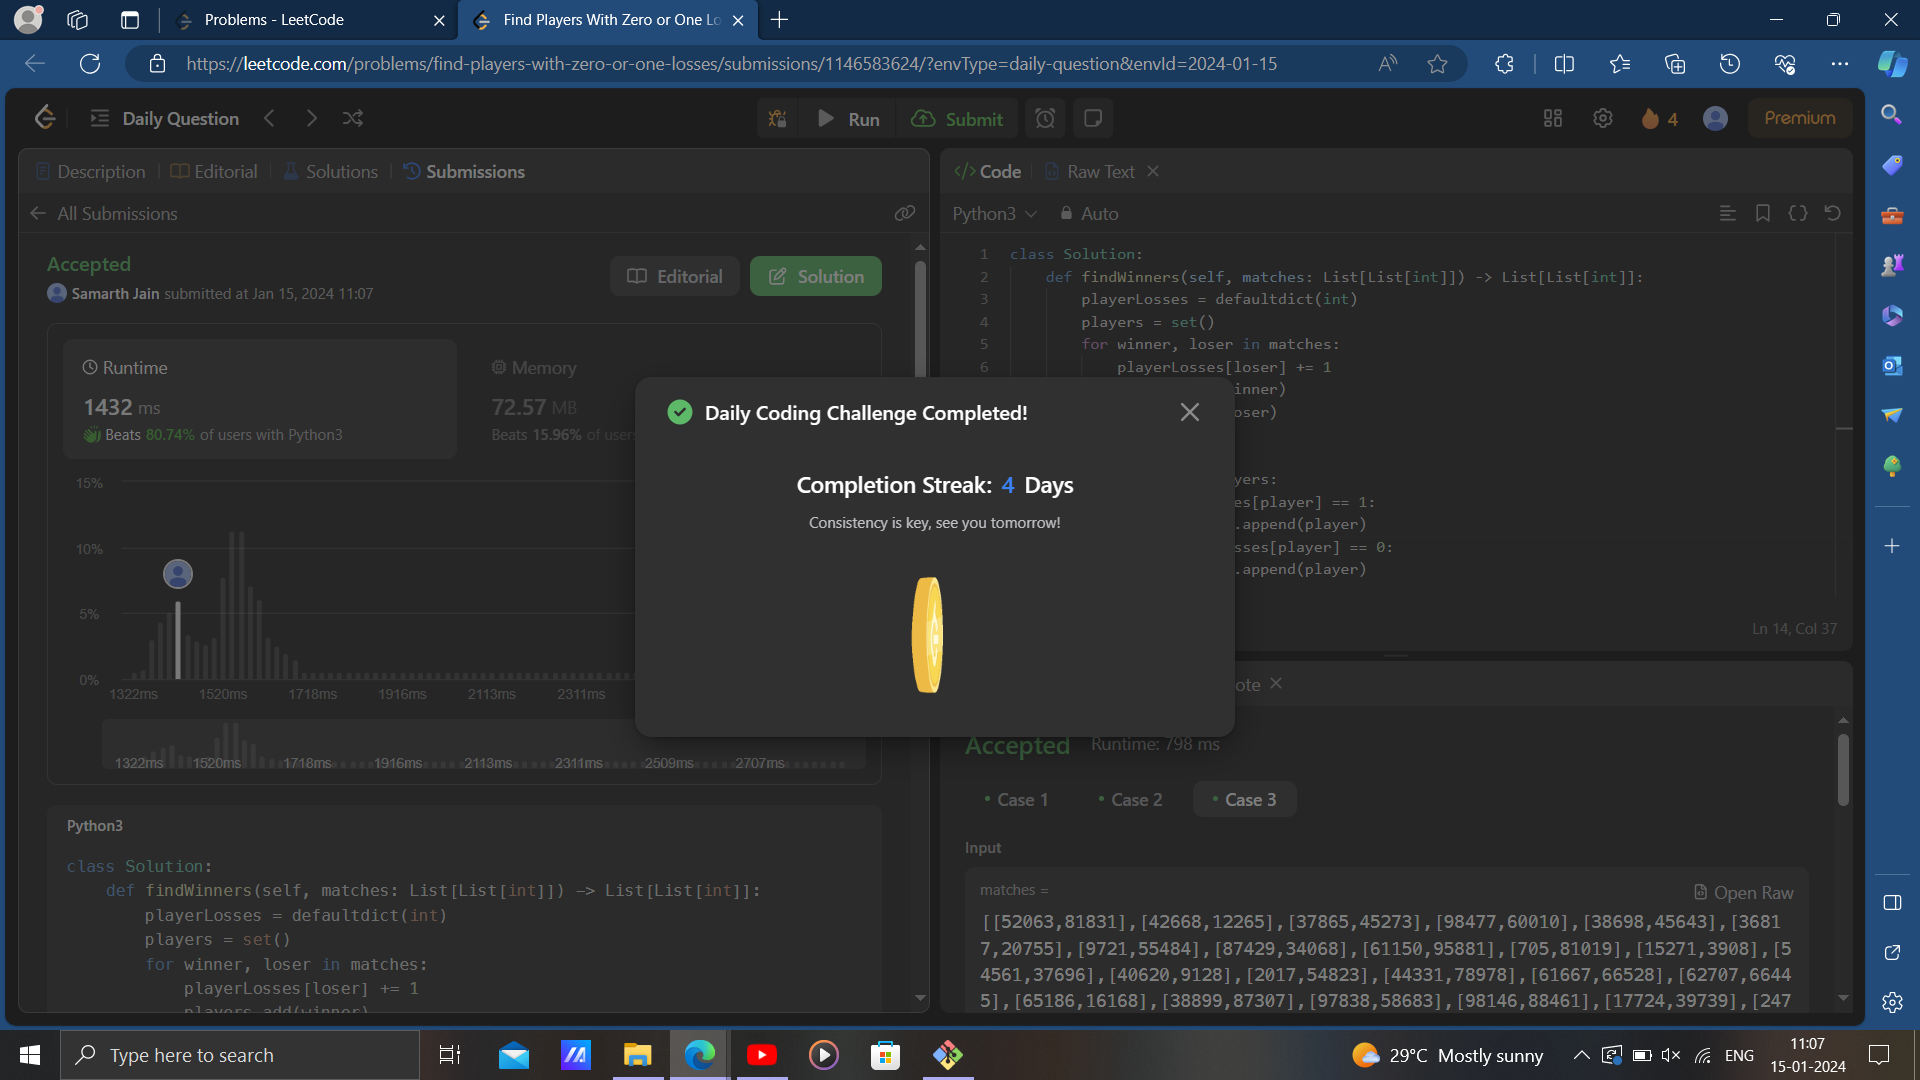 Problems - LeetCode
Find Players With Zero or One Lo
https://leetcode.com/problems/find-players-with-zero-or-one-losses/submissions/1146583624/?envType=daily-question&envId=2024-01-15
Daily Question
Run
Submit
4
Premium
Description
Editorial
Solutions
Submissions
All Submissions
Accepted
Samarth Jain submitted at Jan 15, 2024 11:07
Editorial
Solution
Runtime
1432 ms
Beats 80.74% of users with Python3
Memory
72.57 MB
Beats 15.96% of users
15%
10%
5%
0%
1322ms 1520ms 1718ms 1916ms 2113ms 2311ms
1322ms 1520ms 1718ms 1916ms 2113ms 2311ms 2509ms 2707ms
Python3
class Solution:
def findWinners(self, matches: List[List[int]]) -> List[List[int]]:
playerLosses = defaultdict(int)
players = set()
for winner, loser in matches:
playerLosses[loser] += 1
players.add(winner)
Daily Coding Challenge Completed!
Completion Streak: 4 Days
Consistency is key, see you tomorrow!
Code
Raw Text
Python3
Auto
1 class Solution:
2 def findWinners(self, matches: List[List[int]]) -> List[List[int]]:
3 playerLosses = defaultdict(int)
4 players = set()
5 for winner, loser in matches:
6 playerLosses[loser] += 1
inner)
oser)
yers:
es[player] == 1:
.append(player)
sses[player] == 0:
.append(player)
Ln 14, Col 37
ote
Accepted
Runtime: 798 ms
Case 1
Case 2
Case 3
Input
matches =
Open Raw
[[52063,81831],[42668,12265],[37865,45273],[98477,60010],[38698,45643],[3681
7,20755],[9721,55484],[87429,34068],[61150,95881],[705,81019],[15271,3908],[5
4561,37696],[40620,9128],[2017,54823],[44331,78978],[61667,66528],[62707,6644
5],[65186,16168],[38899,87307],[97838,58683],[98146,88461],[17724,39739],[247
Type here to search
29°C Mostly sunny
ENG
11:07
15-01-2024